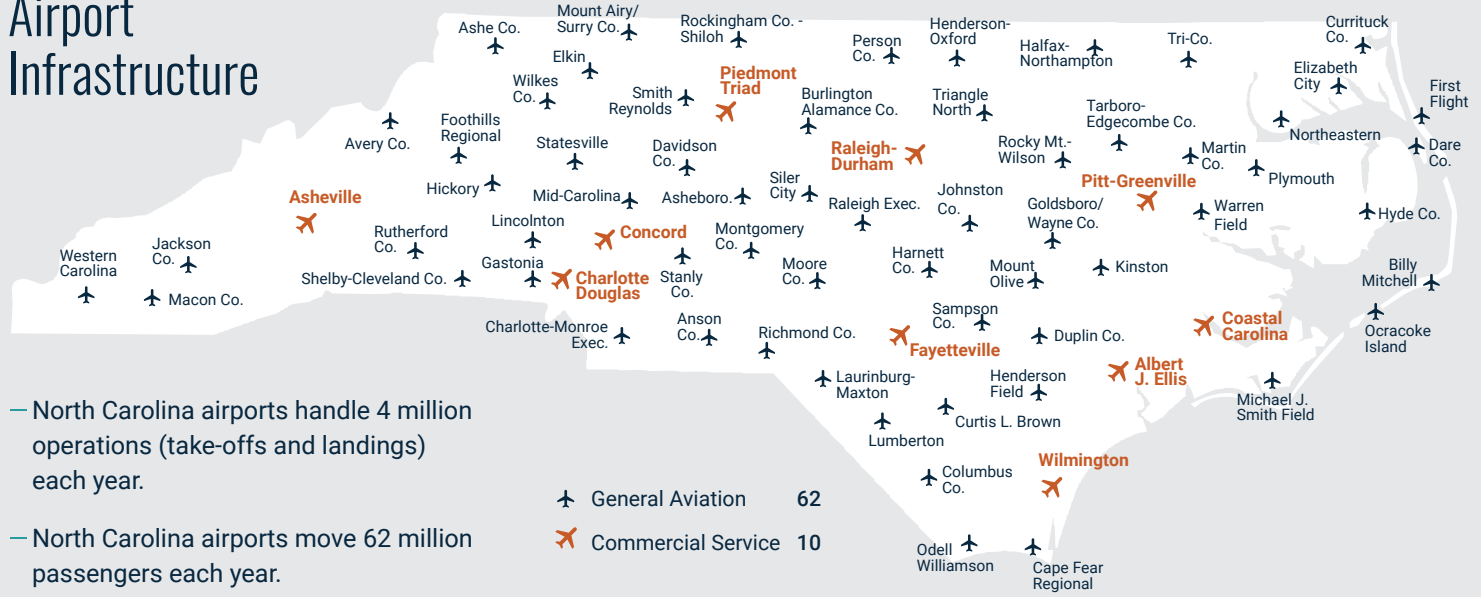 Airport
Infrastructure
Ashe Co.
Mount Airy/
Surry Co.
Rockingham Co. -
Shiloh
Person
Co.
Henderson-
Oxford
Halfax-
Northampton
Tri-Co.
Currituck
Co.
Elkin
Wilkes
Co.
Smith
Reynolds
Piedmont
Triad
Burlington
Alamance Co.
Triangle
North
Tarboro-
Edgecombe Co.
Elizabeth
City
First
Flight
Avery Co.
Foothills
Regional
Statesville
Davidson
Co.
Raleigh-
Durham
Rocky Mt.-
Wilson
Martin
Co.
Northeastern
Dare
Co.
Plymouth
Asheville
Hickory
Mid-Carolina
Asheboro.
Siler
City
Raleigh Exec.
Johnston
Co.
Pitt-Greenville
Goldsboro/
Wayne Co.
Warren
Field
Hyde Co.
Western
Carolina
Jackson
Co.
Rutherford
Co.
Lincolnton
Concord
Montgomery
Co.
Harnett
Co.
Macon Co.
Shelby-Cleveland Co.
Gastonia
Charlotte
Douglas
Stanly
Co.
Moore
Co.
Mount
Olive
Kinston
Billy
Mitchell
Charlotte-Monroe
Exec.
Anson
Co.
Richmond Co.
Fayetteville
Sampson
Co.
Duplin Co.
Coastal
Carolina
Ocracoke
Island
Laurinburg-
Maxton
Henderson
Field
Albert
J. Ellis
Michael J.
Smith Field
Lumberton
Curtis L. Brown
Columbus
Co.
Wilmington
Odell
Williamson
Cape Fear
Regional
— North Carolina airports handle 4 million
operations (take-offs and landings)
each year.
— North Carolina airports move 62 million
passengers each year.
General Aviation 62
Commercial Service 10